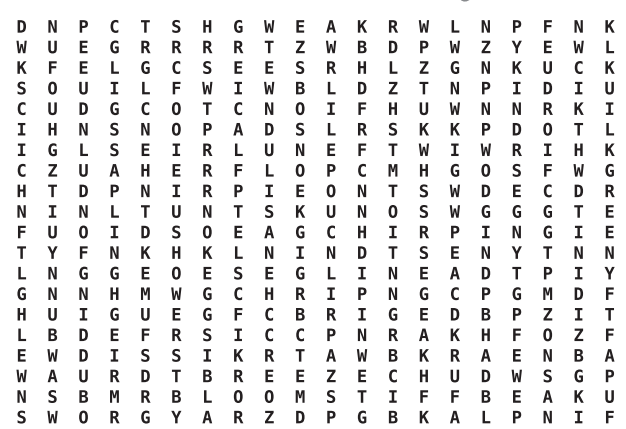 D N P C T S H G W E A K R W L N P F N K
W U E G R R R R T Z W B D P W Z Y E W L
K F E L G C S E E S R H L Z G N K U C K
S O U I L F W I W B L D Z T N P I D I U
C U D G C O T C N O I F H U W N N R K I
I H N S N O P A D S L R S K K P D O T L
I G L S E I R L U N E F T W I W R I H K
C Z U A H E R F L O P C M H G O S F W G
H T D P N I R P I E O N T S W D E C D R
N I N L T U N T S K U N O S W G G G T E
F U O I D S O E A G C H I R P I N G I E
T Y F N K H K L N I N D T S E N Y T N N
L N G G E O E S E G L I N E A D T P I Y
G N N H M W G C H R I P N G C P G M D F
H U I G U E G F C B R I G E D B P Z I T
L B D E F R S I C C P N R A K H F O Z F
E W D I S S I K R T A W B K R A E N B A
W A U R D T B R E E Z E C H U D W S G P
N S B M R B L O O M S T I F F B E A K U
S W O R G Y A R Z D P G B K A L P N I F